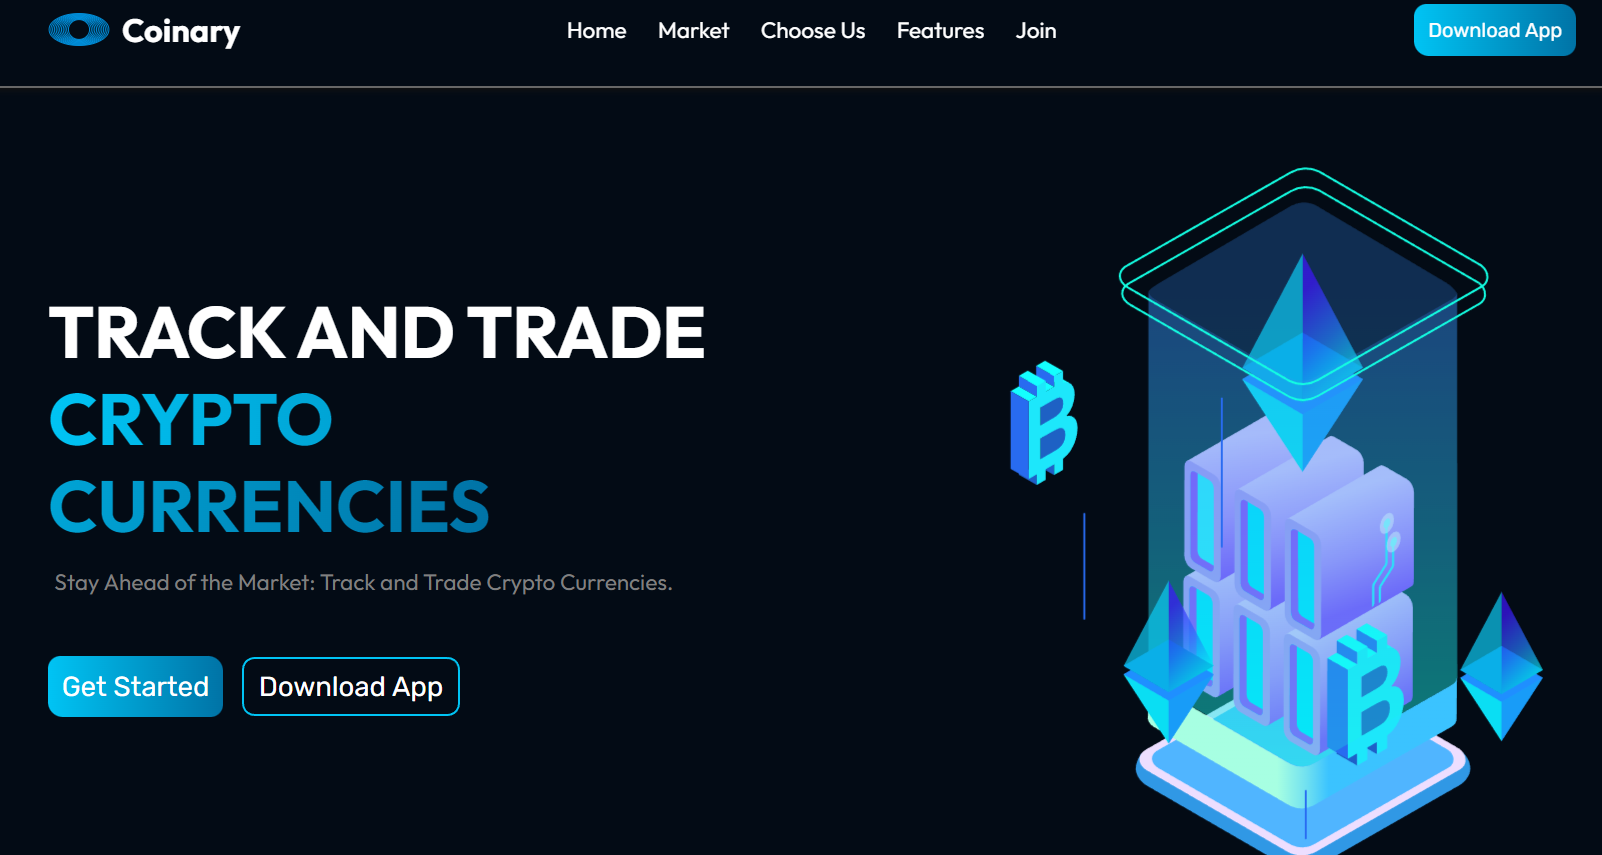 Coinary
Home Market Choose Us Features Join
Download App
TRACK AND TRADE
CRYPTO
CURRENCIES
Stay Ahead of the Market: Track and Trade Crypto Currencies.
Get Started
Download App